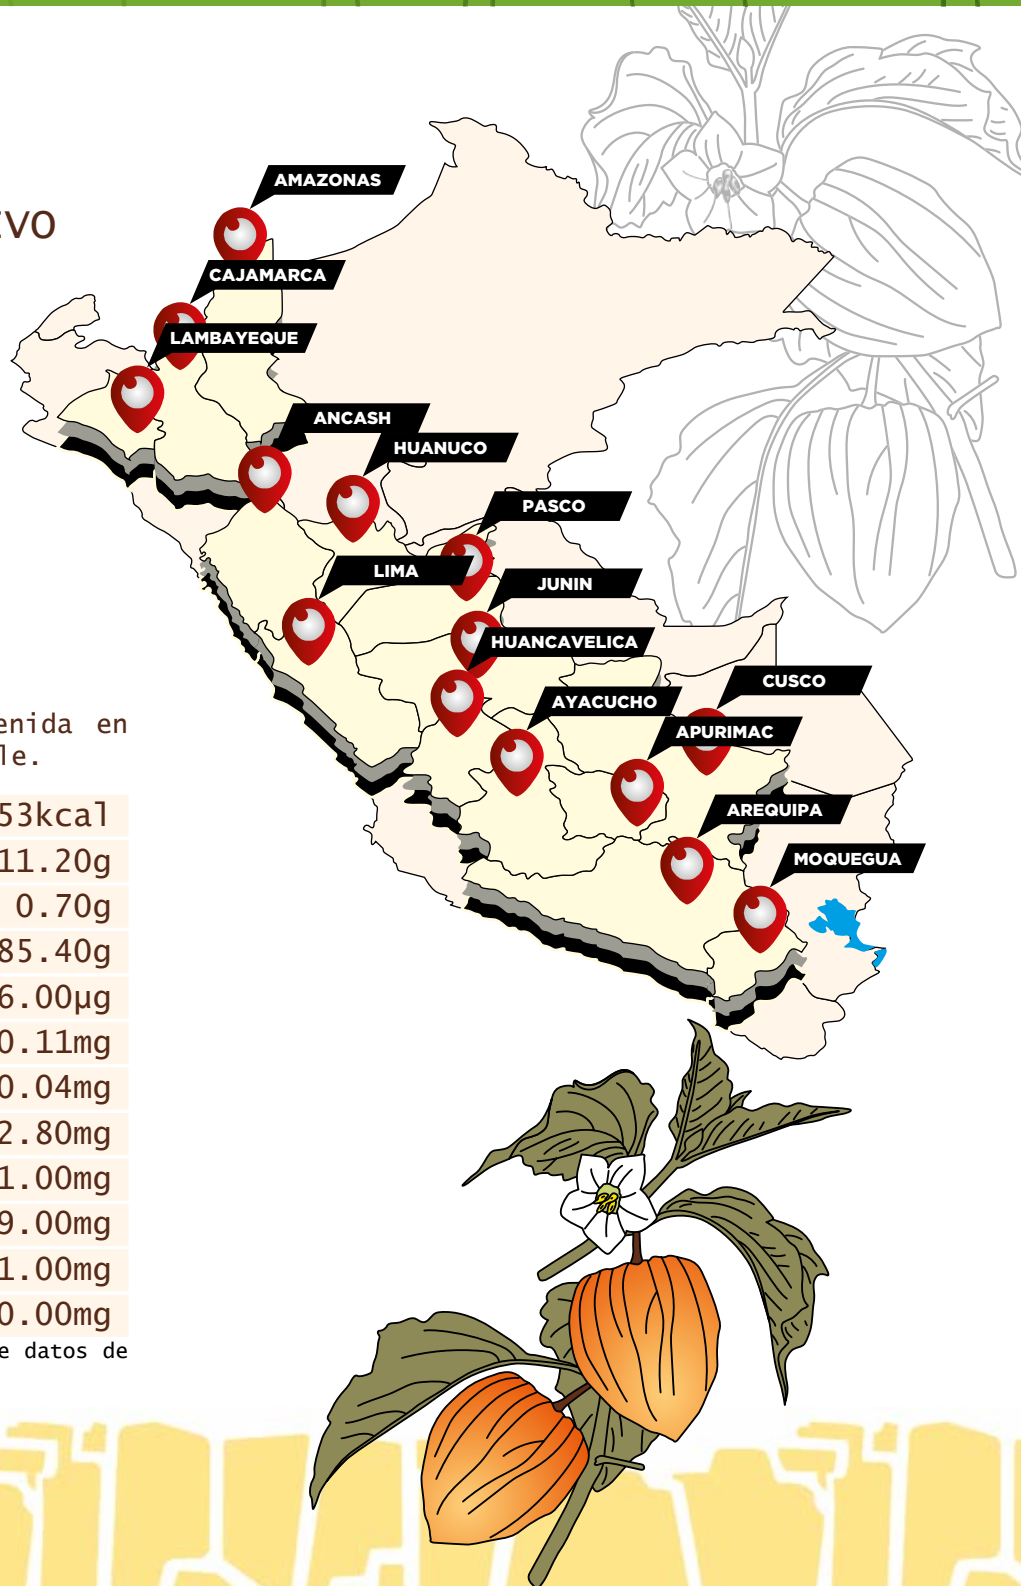 AMAZONAS
CAJAMARCA
LAMBAYEQUE
ANCASH
HUANUCO
PASCO
LIMA
JUNIN
HUANCAVELICA
CUSCO
AYACUCHO
APURIMAC
AREQUIPA
MOQUEGUA
en
53kcal
11.20g
0.70g
85.40g
6.00µg
0.11mg
0.04mg
2.80mg
1.00mg
9.00mg
1.00mg
0.00mg
e datos de